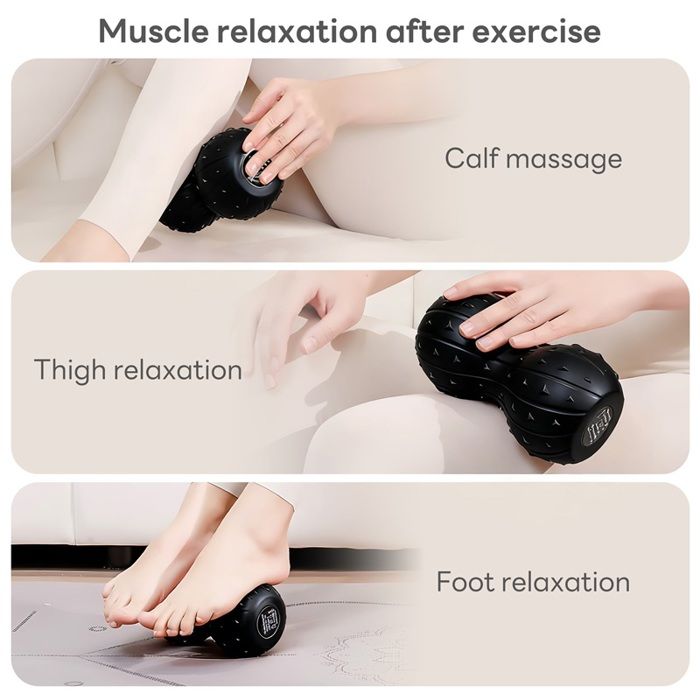 Muscle relaxation after exercise
Calf massage
Thigh relaxation
Foot relaxation